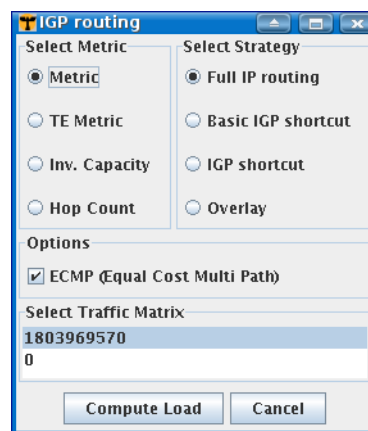 IGP routing
Select Metric Select Strategy
Metric Full IP routing
TE Metric Basic IGP shortcut
Inv. Capacity IGP shortcut
Hop Count Overlay
Options
ECMP (Equal Cost Multi Path)
Select Traffic Matrix
1803969570
0
Compute Load Cancel